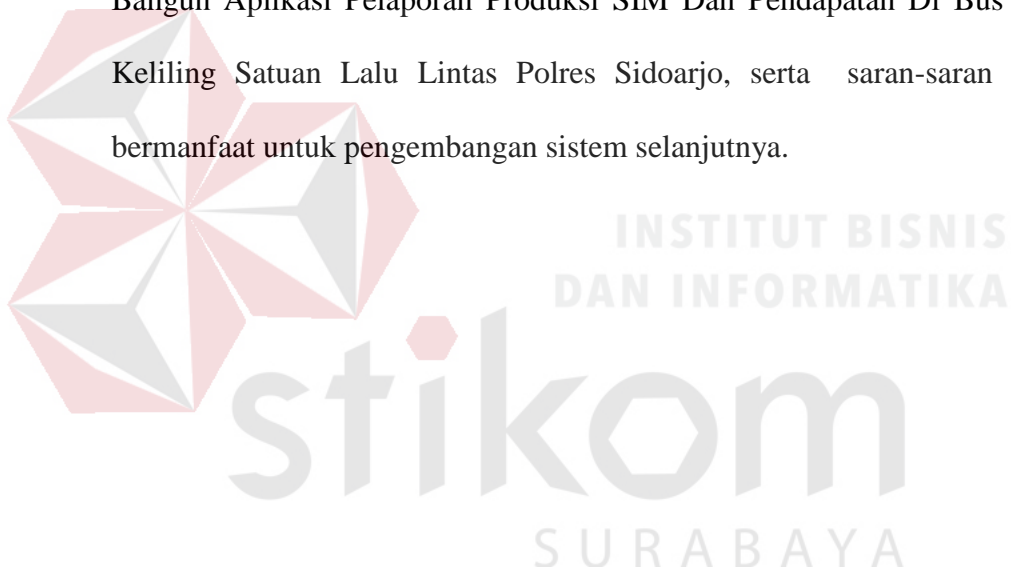 Bangun Aplikasi Pelaporan Produksi SIM Dan Pendapatan Di Bus
Keliling Satuan Lalu Lintas Polres Sidoarjo, serta saran-saran
bermanfaat untuk pengembangan sistem selanjutnya.
INSTITUT BISNIS
DAN INFORMATIKA
stikom
SURABAYA